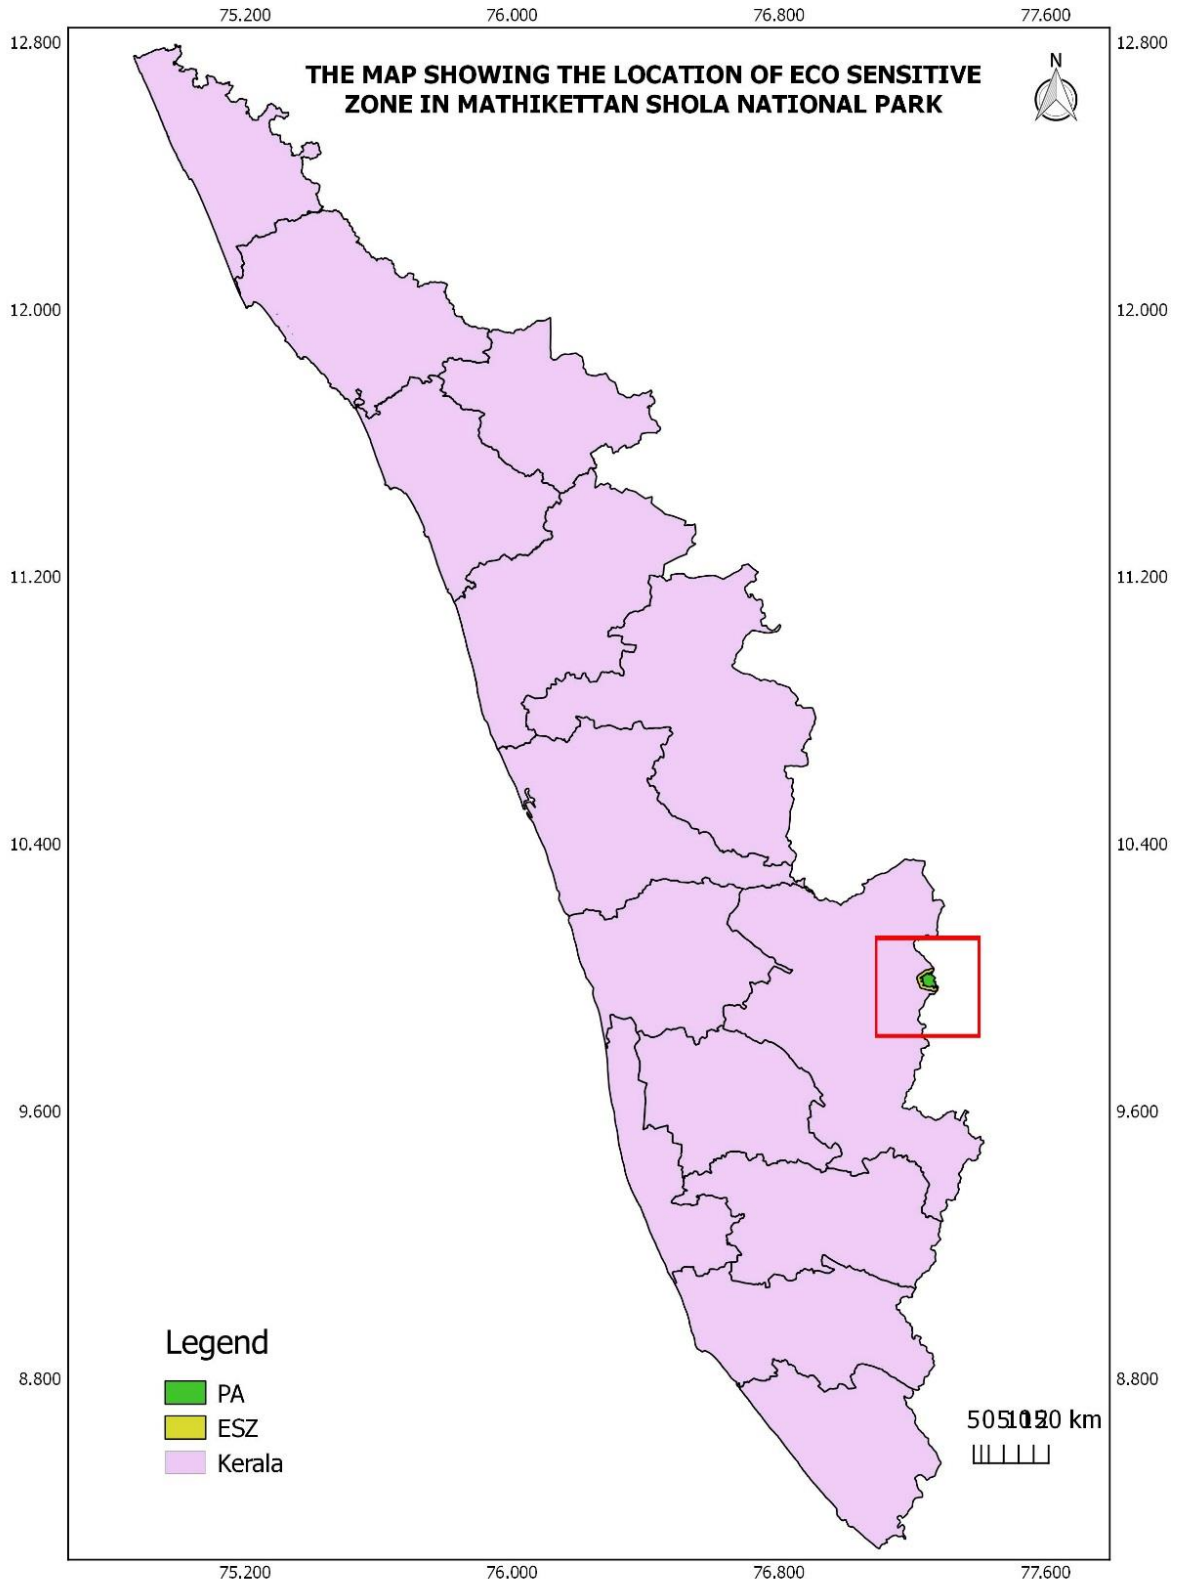 75.200 76.000 76.800 77.600
12.800 12.800
THE MAP SHOWING THE LOCATION OF ECO SENSITIVE
ZONE IN MATHIKETTAN SHOLA NATIONAL PARK
N
12.000 12.000
11.200 11.200
10.400 10.400
9.600 9.600
Legend
8.800 8.800
PA
ESZ
Kerala
km
75.200 76.000 76.800 77.600